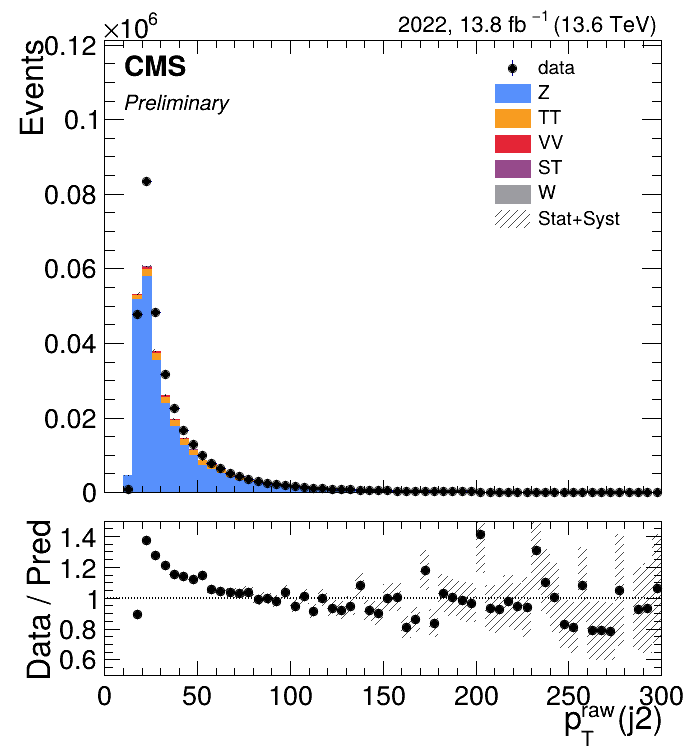 ×10^6
2022, 13.8 fb^-1 (13.6 TeV)
Events
0.12
0.1
0.08
0.06
0.04
0.02
0
CMS
Preliminary
data
Z
TT
VV
ST
W
Stat+Syst
Data / Pred
1.4
1.2
1
0.8
0.6
0 50 100 150 200 250 300
p_T^raw(j2)